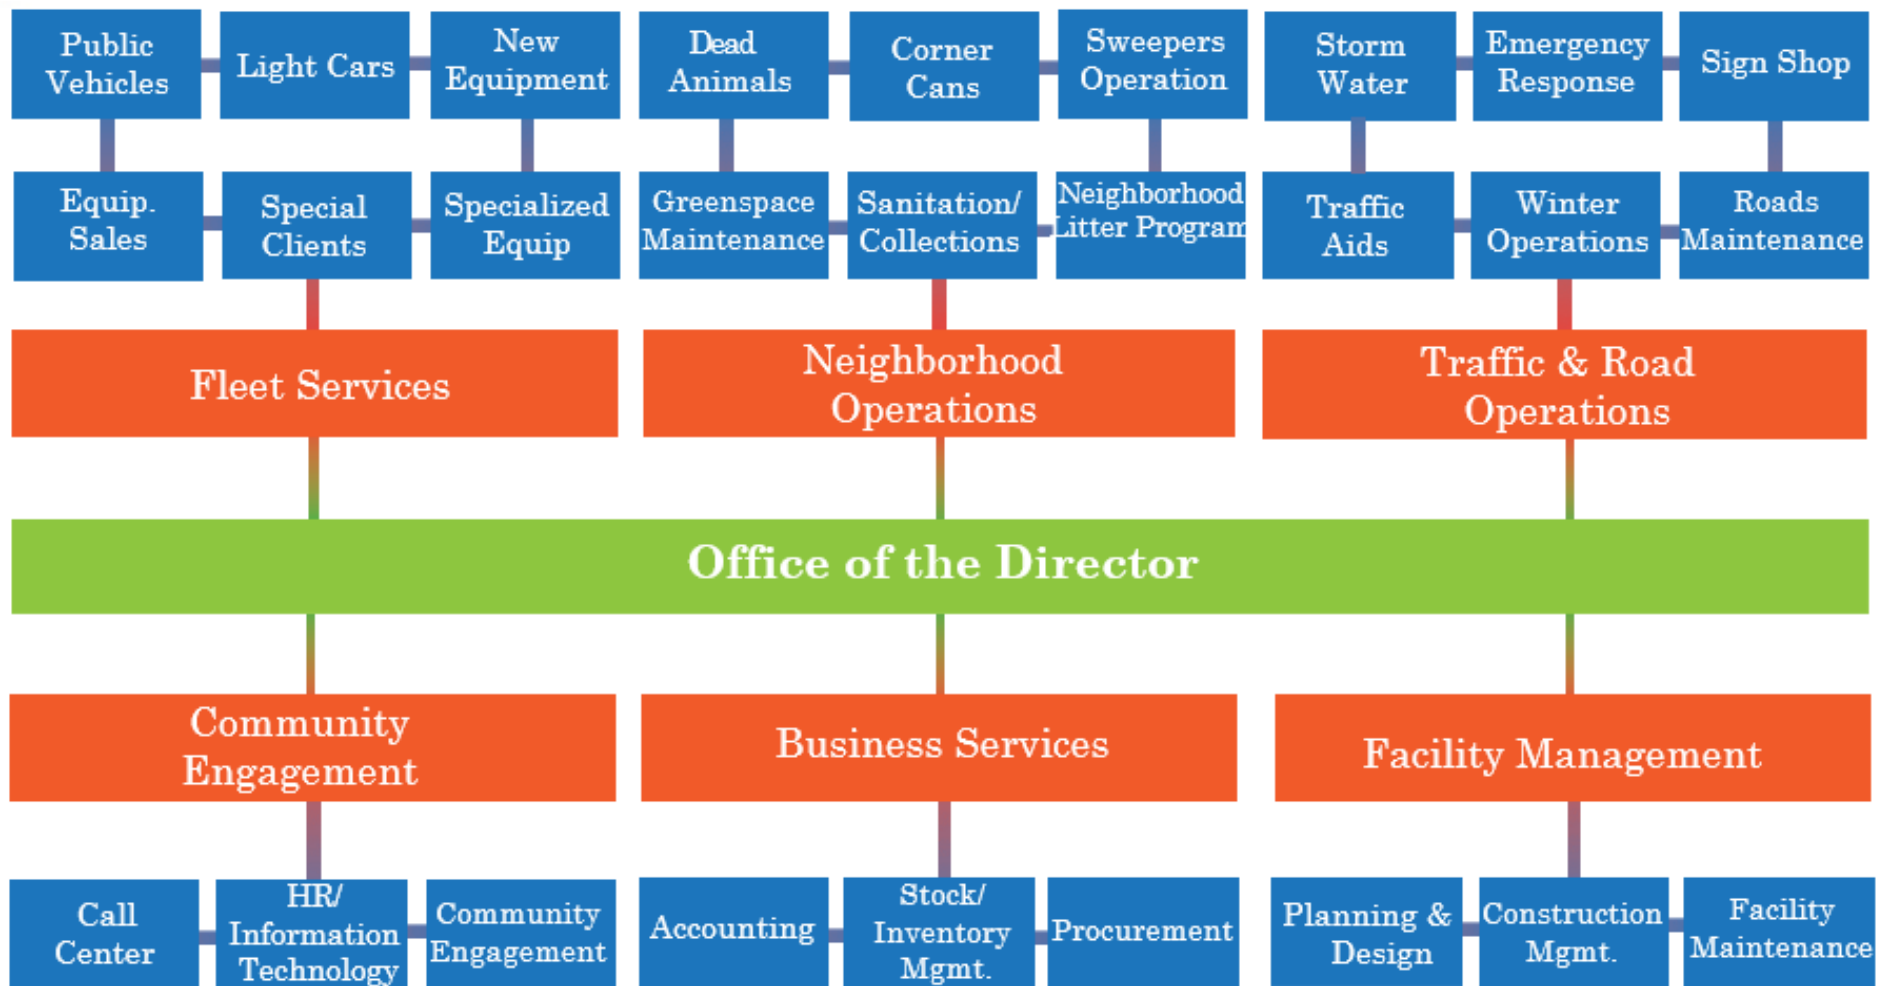 Public
Vehicles
Light Cars
New
Equipment
Dead
Animals
Corner
Cans
Sweepers
Operation
Storm
Water
Emergency
Response
Sign Shop
Equip.
Sales
Special
Clients
Specialized
Equip
Greenspace
Maintenance
Sanitation/
Collections
Neighborhood
Litter Program
Traffic
Aids
Winter
Operations
Roads
Maintenance
Fleet Services
Neighborhood
Operations
Traffic & Road
Operations
Office of the Director
Community
Engagement
Business Services
Facility Management
Call
Center
HR/
Information
Technology
Community
Engagement
Accounting
Stock/
Inventory
Mgmt.
Procurement
Planning &
Design
Construction
Mgmt.
Facility
Maintenance